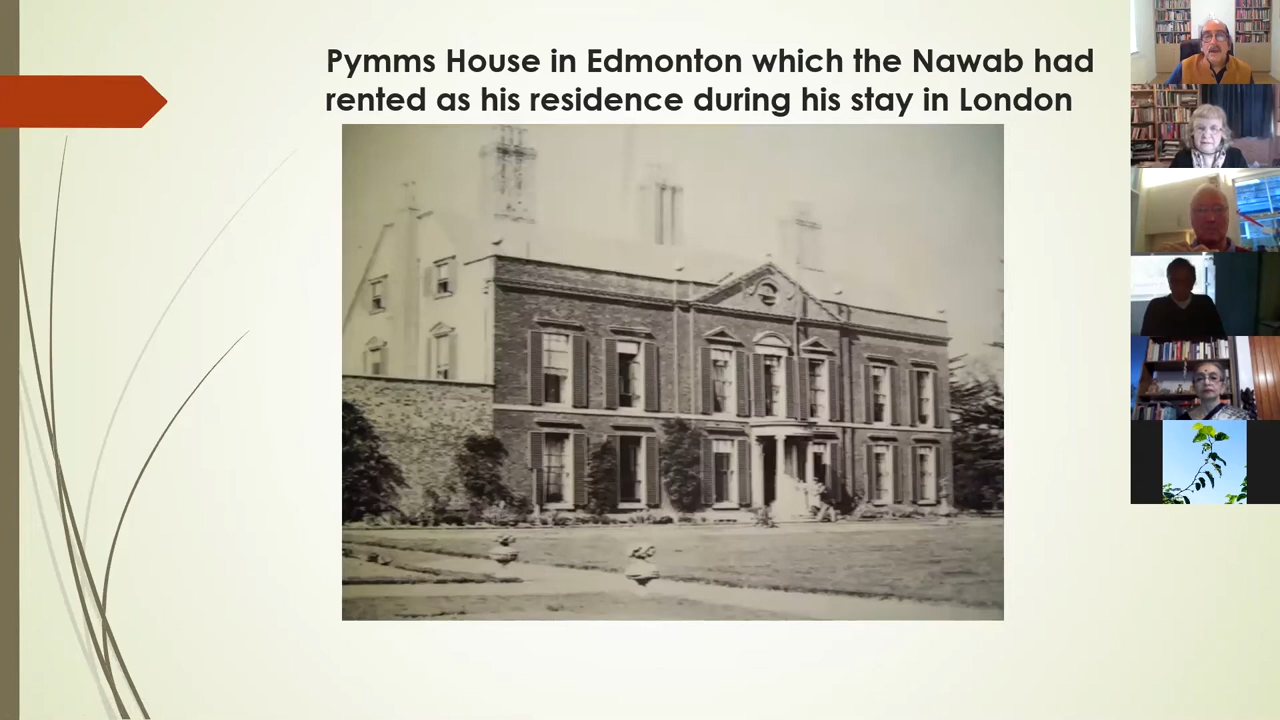 Pymms House in Edmonton which the Nawab had
rented as his residence during his stay in London